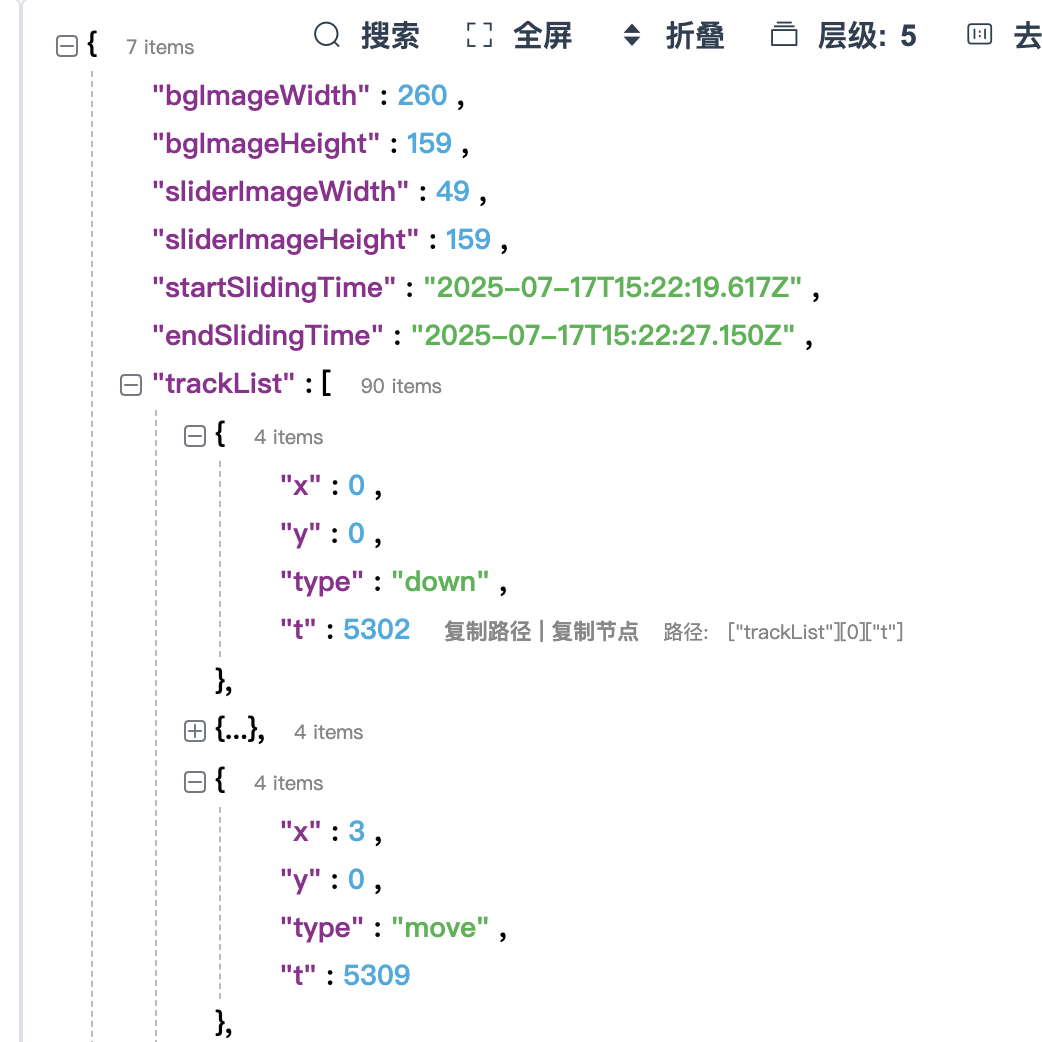 { 7 items 搜索 全屏 折叠 层级: 5 去
"bgImageWidth" : 260 ,
"bgImageHeight" : 159 ,
"sliderImageWidth" : 49 ,
"sliderImageHeight" : 159 ,
"startSlidingTime" : "2025-07-17T15:22:19.617Z" ,
"endSlidingTime" : "2025-07-17T15:22:27.150Z" ,
"trackList" : [ 90 items
{ 4 items
"x" : 0 ,
"y" : 0 ,
"type" : "down" ,
"t" : 5302 复制路径 | 复制节点 路径: ["trackList"][0]["t"]
},
{...}, 4 items
{ 4 items
"x" : 3 ,
"y" : 0 ,
"type" : "move" ,
"t" : 5309
},